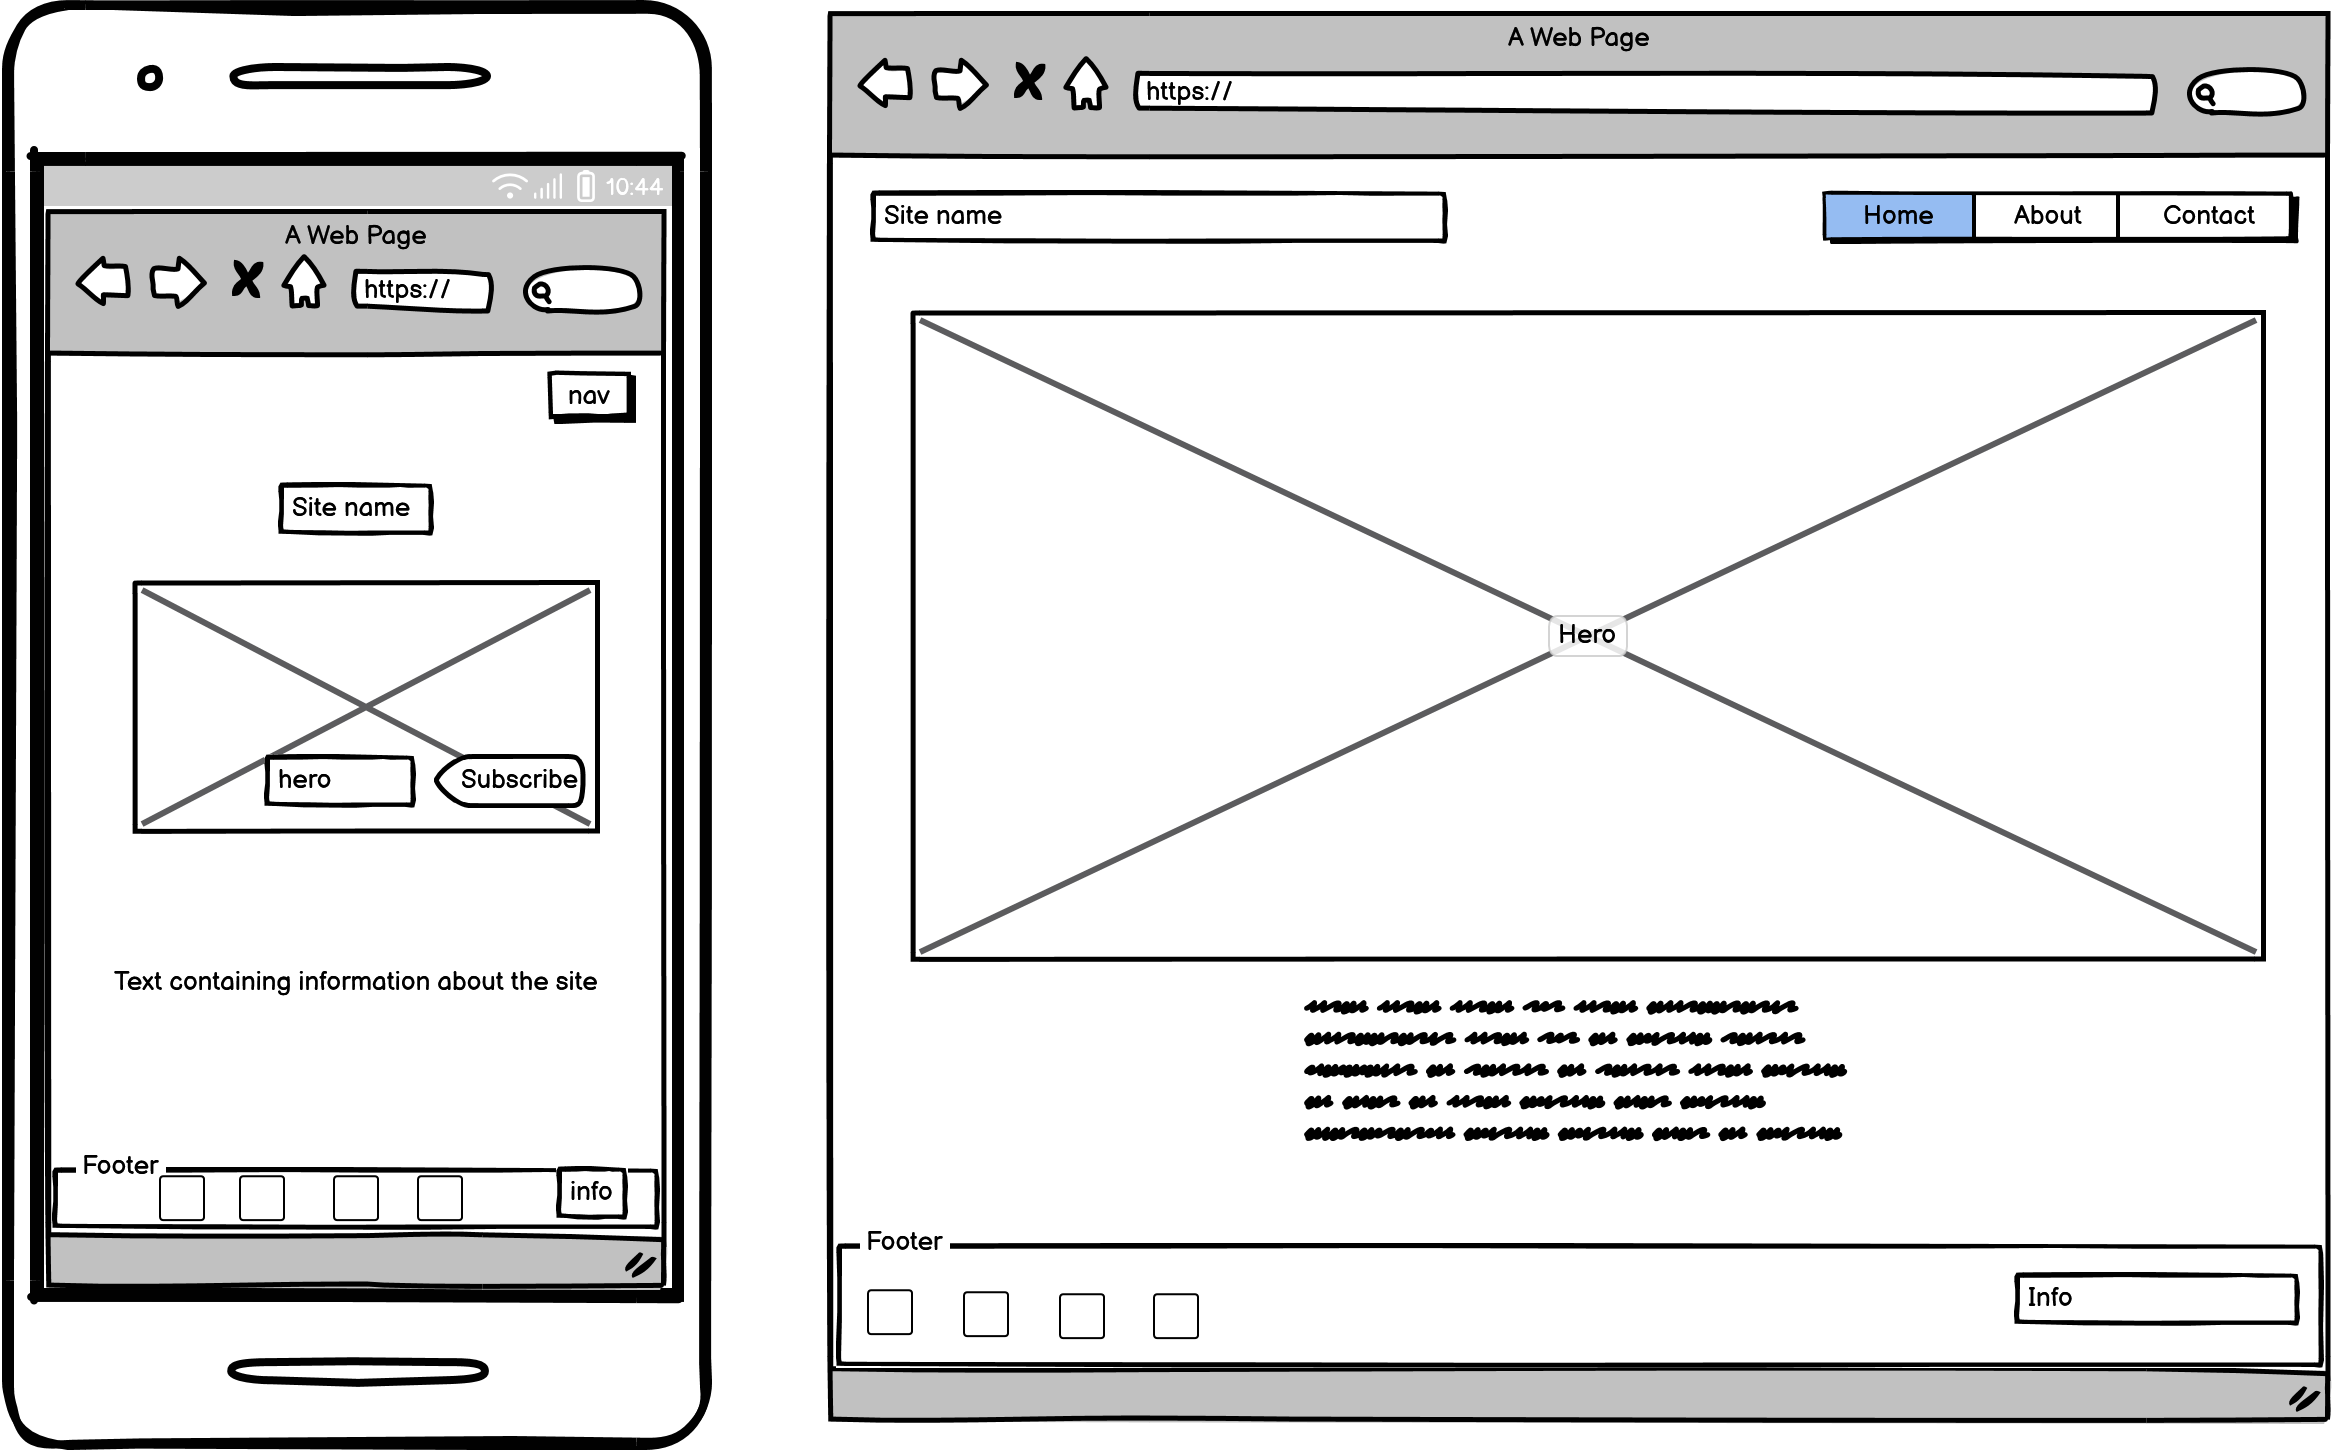 10:44
A Web Page
https://
nav
Site name
hero
Subscribe
Text containing information about the site
Footer
info
A Web Page
https://
Site name
Home
About
Contact
Hero
Footer
Info